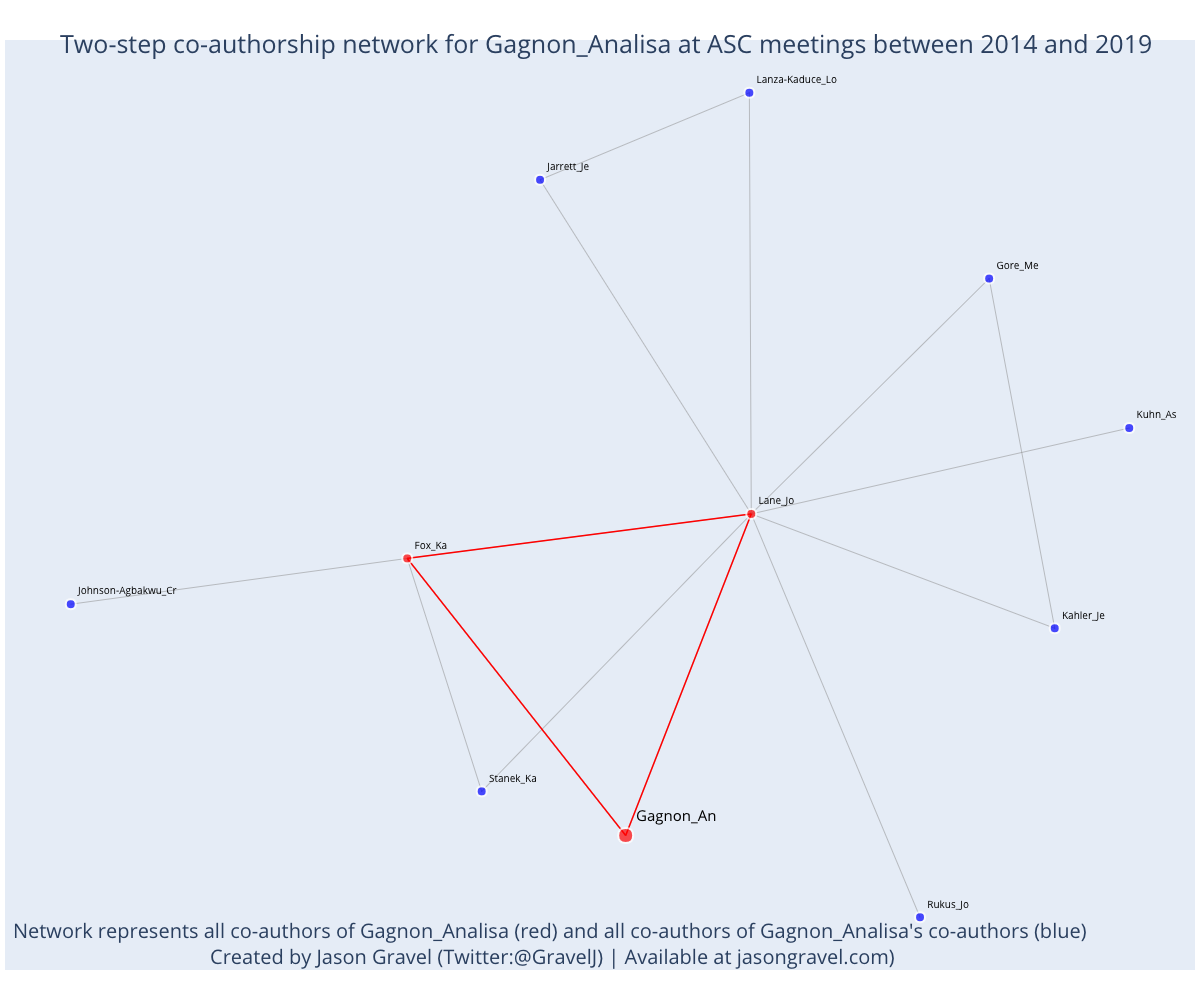 Two-step co-authorship network for Gagnon_Analisa at ASC meetings between 2014 and 2019
Lanza-Kaduce_Lo
Jarrett_Je
Gore_Me
Kuhn_As
Lane_Jo
Fox_Ka
Johnson-Agbakwu_Cr
Kahler_Je
Stanek_Ka
Gagnon_An
Rukus_Jo
Network represents all co-authors of Gagnon_Analisa (red) and all co-authors of Gagnon_Analisa's co-authors (blue)
Created by Jason Gravel (Twitter:@GravelJ) | Available at jasongravel.com)